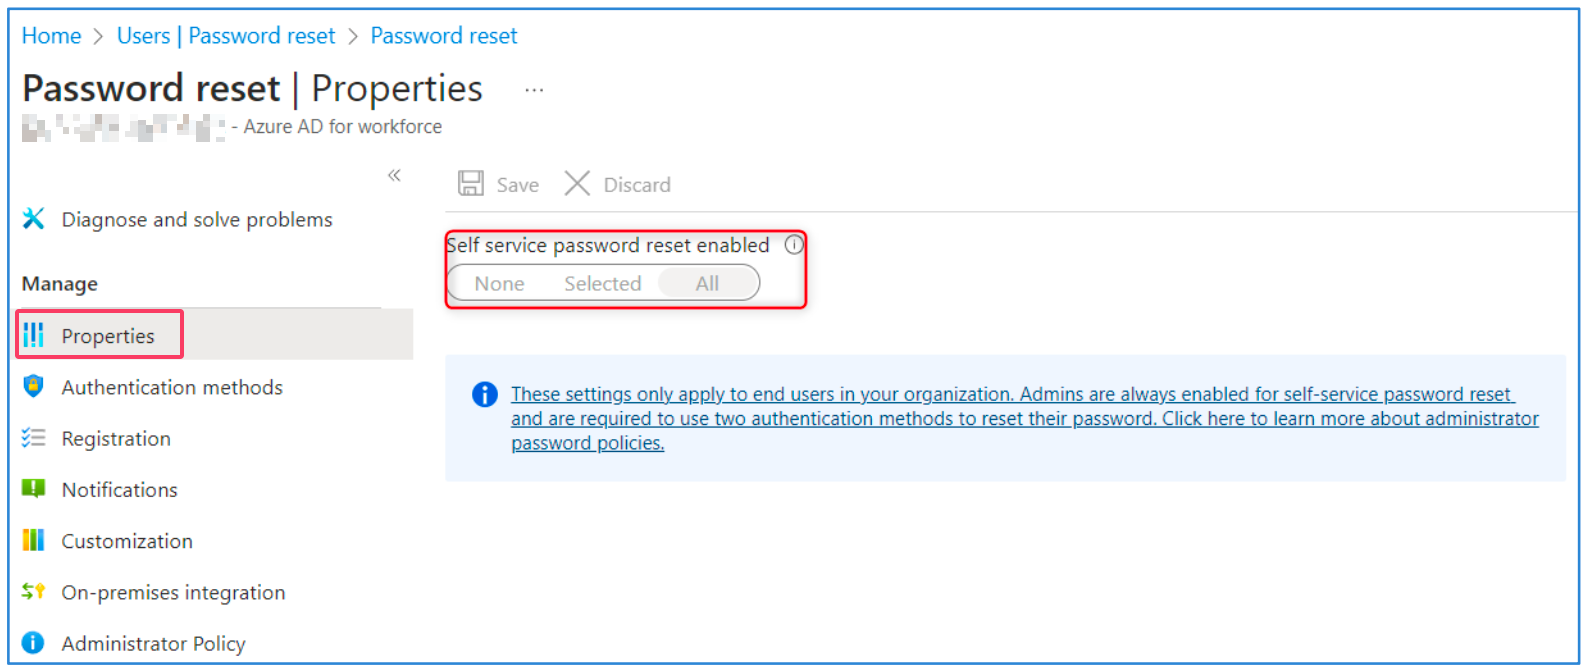 Home > Users | Password reset > Password reset
Password reset | Properties ...
- Azure AD for workforce
«
Save Discard
Diagnose and solve problems
Self service password reset enabled
None Selected All
Manage
Properties
Authentication methods
Registration
Notifications
Customization
On-premises integration
Administrator Policy
These settings only apply to end users in your organization. Admins are always enabled for self-service password reset
and are required to use two authentication methods to reset their password. Click here to learn more about administrator
password policies.